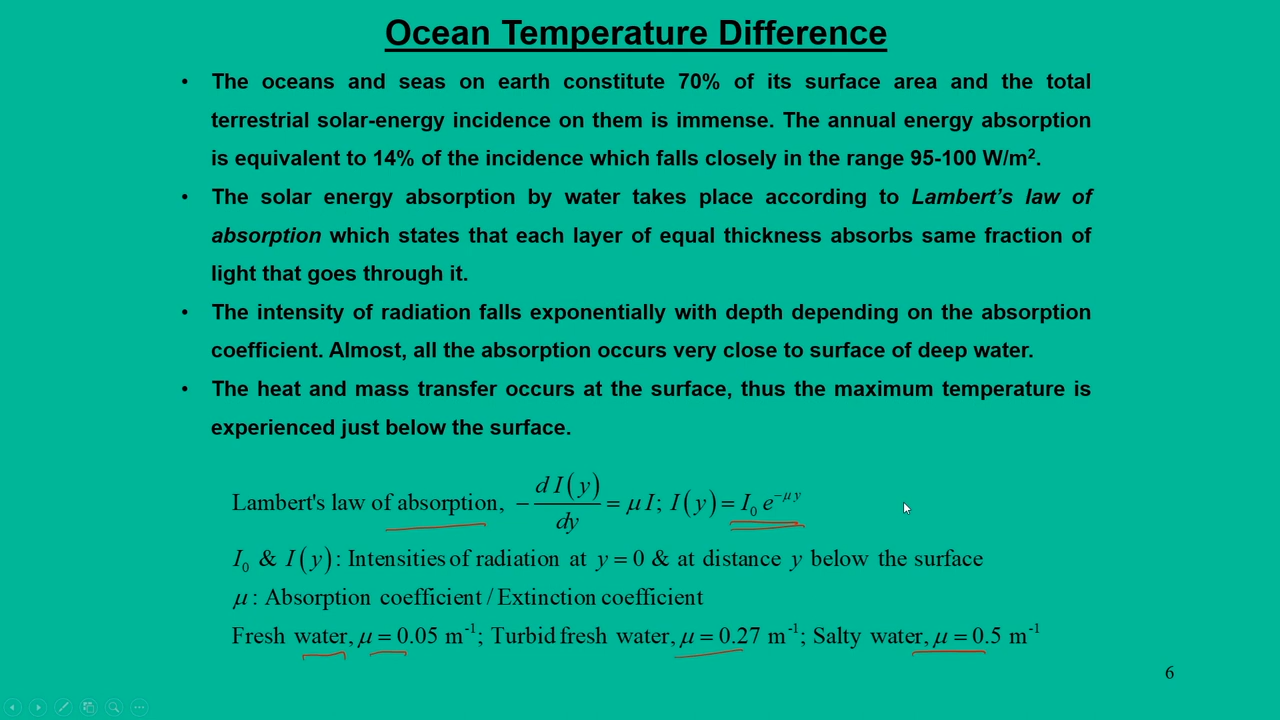 Ocean Temperature Difference
• The oceans and seas on earth constitute 70% of its surface area and the total
terrestrial solar-energy incidence on them is immense. The annual energy absorption
is equivalent to 14% of the incidence which falls closely in the range 95-100 W/m².
• The solar energy absorption by water takes place according to Lambert's law of
absorption which states that each layer of equal thickness absorbs same fraction of
light that goes through it.
• The intensity of radiation falls exponentially with depth depending on the absorption
coefficient. Almost, all the absorption occurs very close to surface of deep water.
• The heat and mass transfer occurs at the surface, thus the maximum temperature is
experienced just below the surface.
Lambert's law of absorption, − d I(y)/dy = μ I; I(y) = I₀ e^(−μ y)
I₀ & I(y): Intensities of radiation at y = 0 & at distance y below the surface
μ: Absorption coefficient / Extinction coefficient
Fresh water, μ = 0.05 m⁻¹; Turbid fresh water, μ = 0.27 m⁻¹; Salty water, μ = 0.5 m⁻¹
6